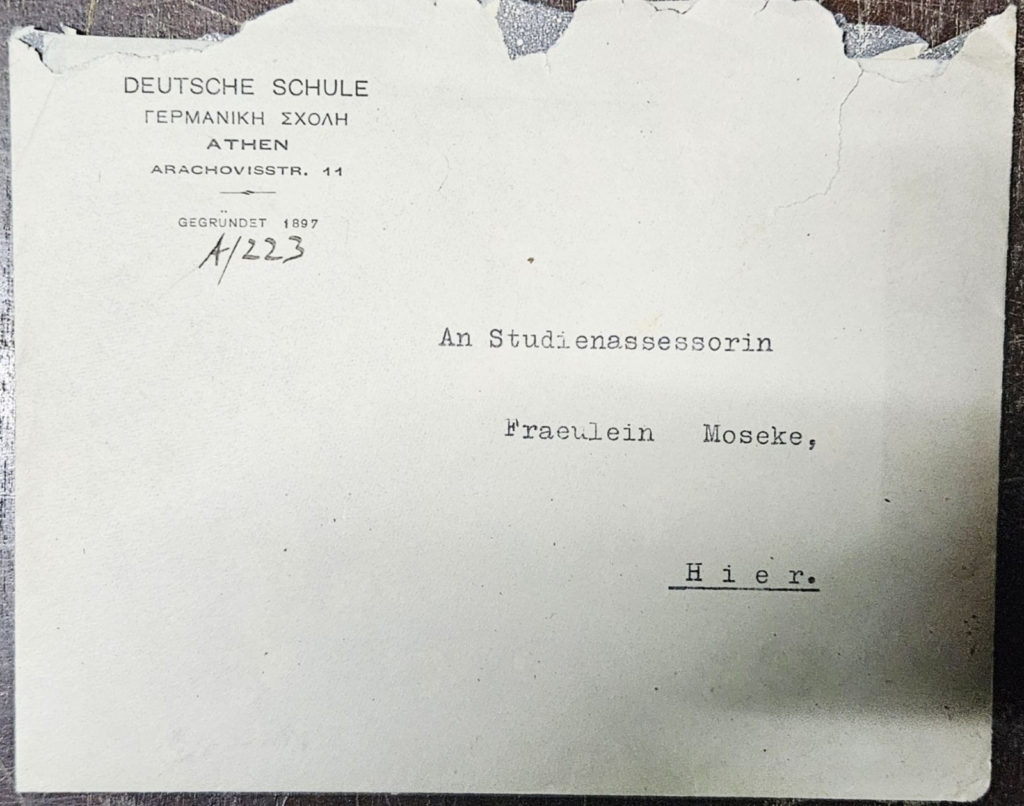 DEUTSCHE SCHULE
ΓΕΡΜΑΝΙΚΗ ΣΧΟΛΗ
ATHEN
ARACHOVISSTR. 11
GEGRÜNDET 1897
A/223
An Studienassessorin
Fraeulein Moseke,
H i e r.